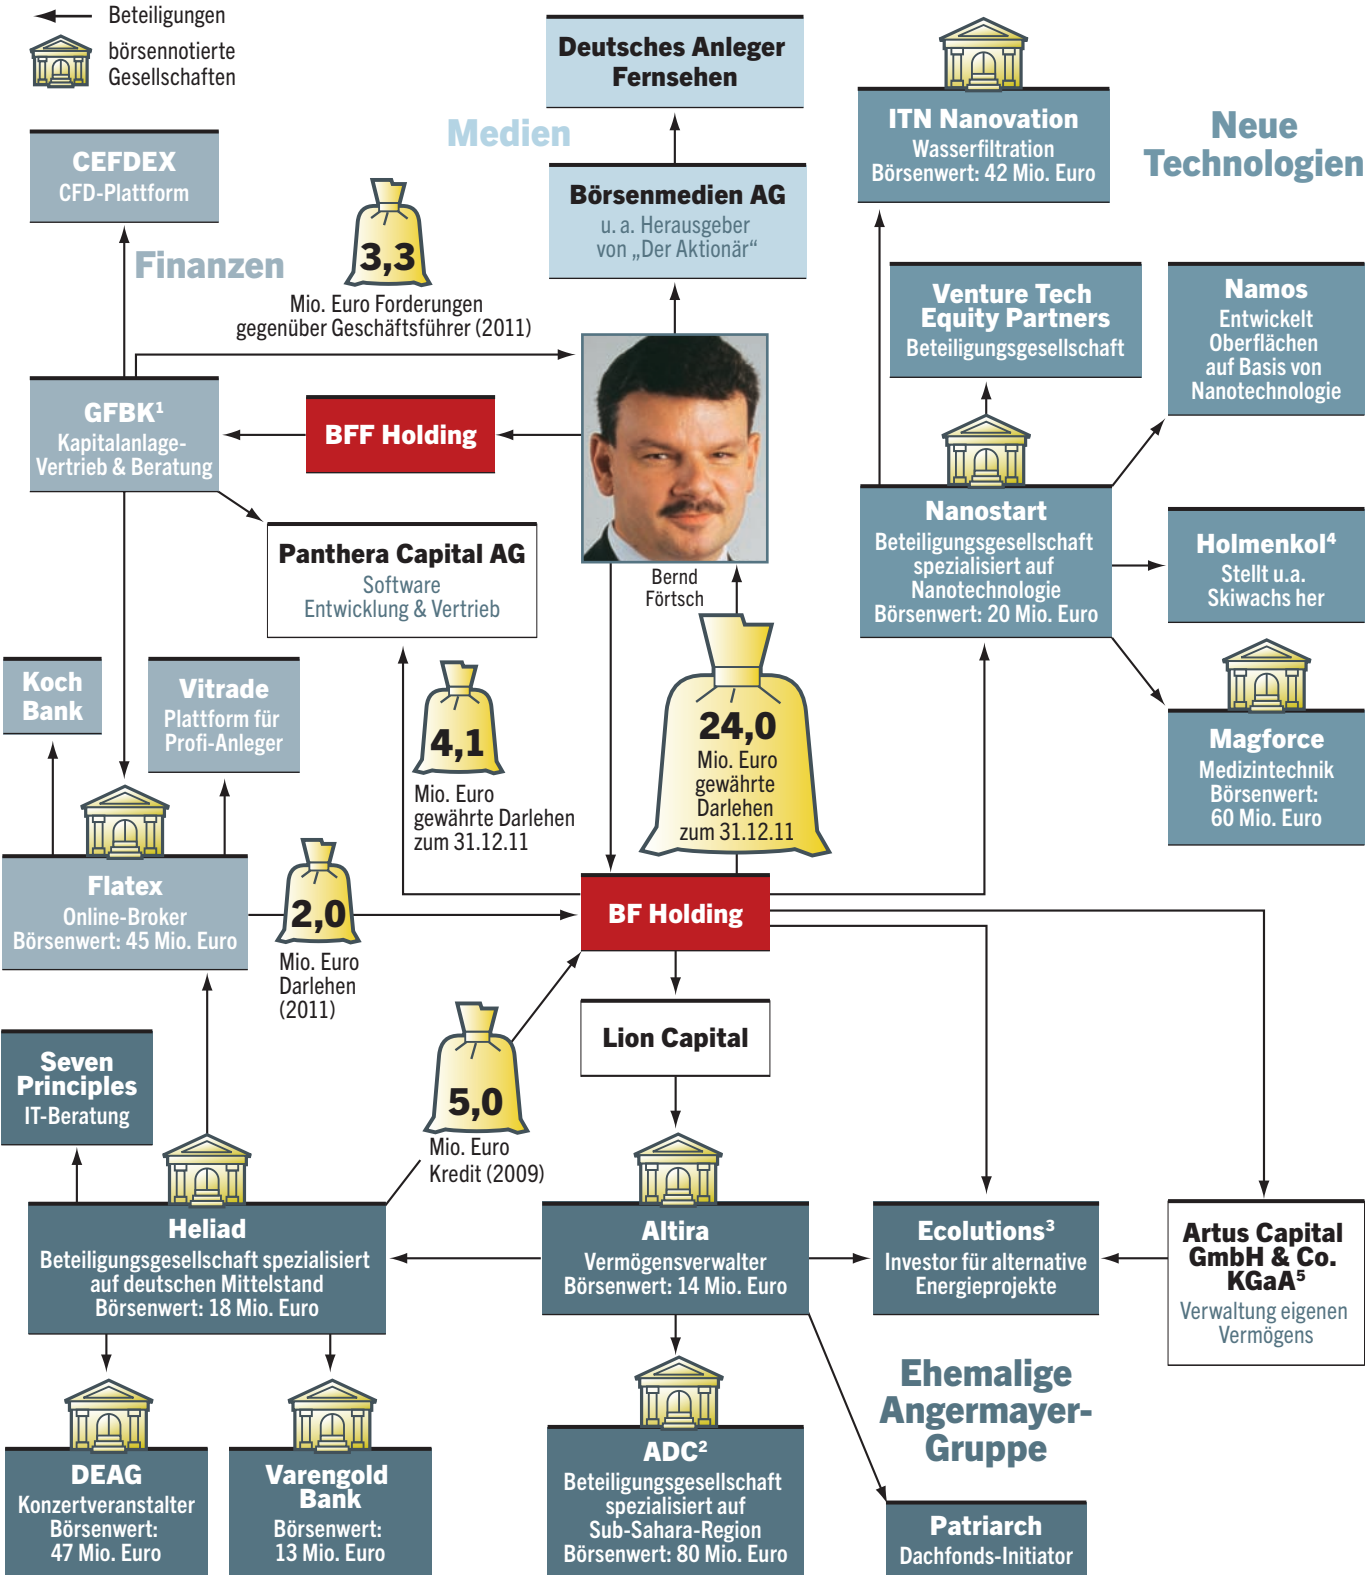 Beteiligungen
börsennotierte
Gesellschaften
Medien
Deutsches Anleger
Fernsehen
Börsenmedien AG
u. a. Herausgeber
von „Der Aktionär“
Neue
Technologien
ITN Nanovation
Wasserfiltration
Börsenwert: 42 Mio. Euro
CEFDEX
CFD-Plattform
Finanzen
3,3
Mio. Euro Forderungen
gegenüber Geschäftsführer (2011)
Venture Tech
Equity Partners
Beteiligungsgesellschaft
Namos
Entwickelt
Oberflächen
auf Basis von
Nanotechnologie
GFBK¹
Kapitalanlage-
Vertrieb & Beratung
BFF Holding
Panthera Capital AG
Software
Entwicklung & Vertrieb
Bernd
Förtsch
Nanostart
Beteiligungsgesellschaft
spezialisiert auf
Nanotechnologie
Börsenwert: 20 Mio. Euro
Holmenkol⁴
Stellt u.a.
Skiwachs her
Magforce
Medizintechnik
Börsenwert:
60 Mio. Euro
Koch
Bank
Vitrade
Plattform für
Profi-Anleger
4,1
Mio. Euro
gewährte Darlehen
zum 31.12.11
24,0
Mio. Euro
gewährte
Darlehen
zum 31.12.11
Flatex
Online-Broker
Börsenwert: 45 Mio. Euro
2,0
Mio. Euro
Darlehen
(2011)
BF Holding
Lion Capital
5,0
Mio. Euro
Kredit (2009)
Seven
Principles
IT-Beratung
Heliad
Beteiligungsgesellschaft spezialisiert
auf deutschen Mittelstand
Börsenwert: 18 Mio. Euro
Altira
Vermögensverwalter
Börsenwert: 14 Mio. Euro
Ecolutions³
Investor für alternative
Energieprojekte
Artus Capital
GmbH & Co.
KGaA⁵
Verwaltung eigenen
Vermögens
Ehemalige
Angermayer-
Gruppe
DEAG
Konzertveranstalter
Börsenwert:
47 Mio. Euro
Varengold
Bank
Börsenwert:
13 Mio. Euro
ADC²
Beteiligungsgesellschaft
spezialisiert auf
Sub-Sahara-Region
Börsenwert: 80 Mio. Euro
Patriarch
Dachfonds-Initiator